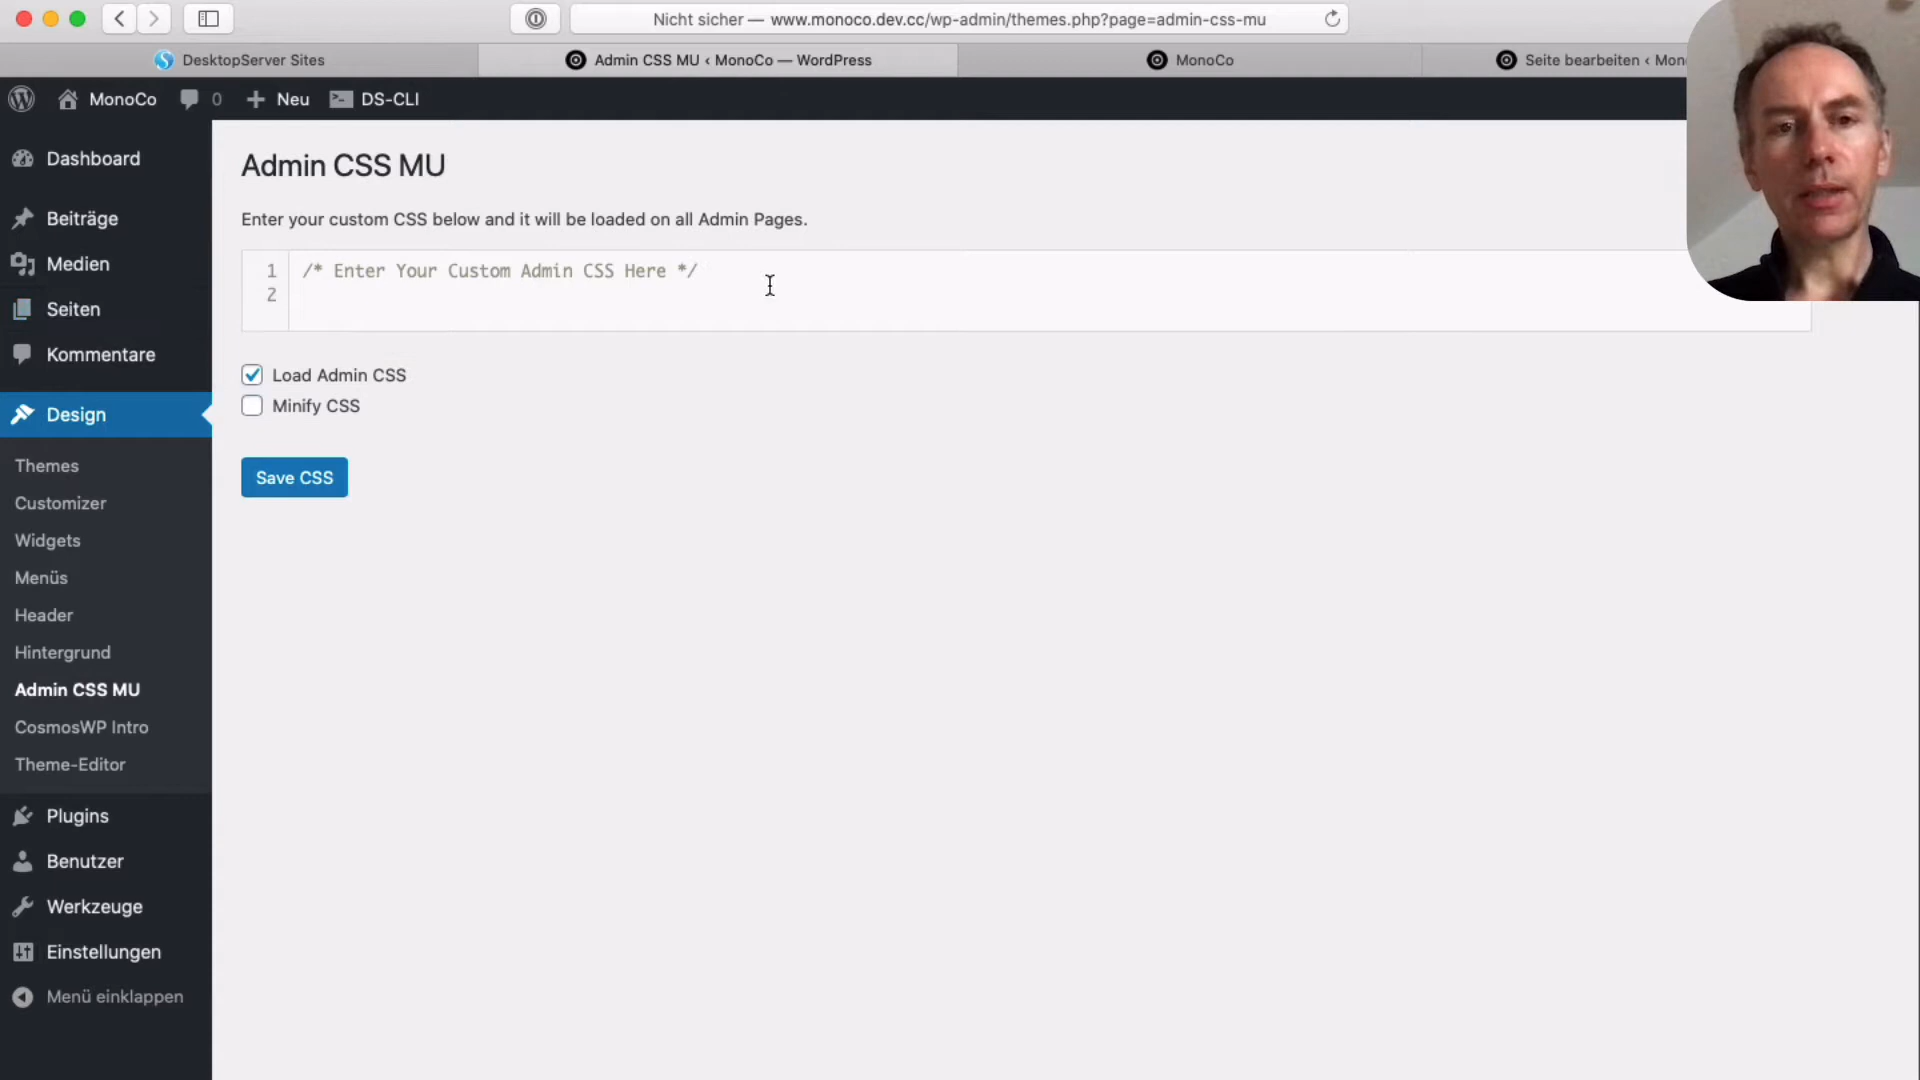 Nicht sicher — www.monoco.dev.cc/wp-admin/themes.php?page=admin-css-mu
DesktopServer Sites
Admin CSS MU ‹ MonoCo — WordPress
MonoCo
Seite bearbeiten ‹ Mon
MonoCo
0
Neu
DS-CLI
Dashboard
Beiträge
Medien
Seiten
Kommentare
Design
Themes
Customizer
Widgets
Menüs
Header
Hintergrund
Admin CSS MU
CosmosWP Intro
Theme-Editor
Plugins
Benutzer
Werkzeuge
Einstellungen
Menü einklappen
Admin CSS MU
Enter your custom CSS below and it will be loaded on all Admin Pages.
1 /* Enter Your Custom Admin CSS Here */
2
Load Admin CSS
Minify CSS
Save CSS